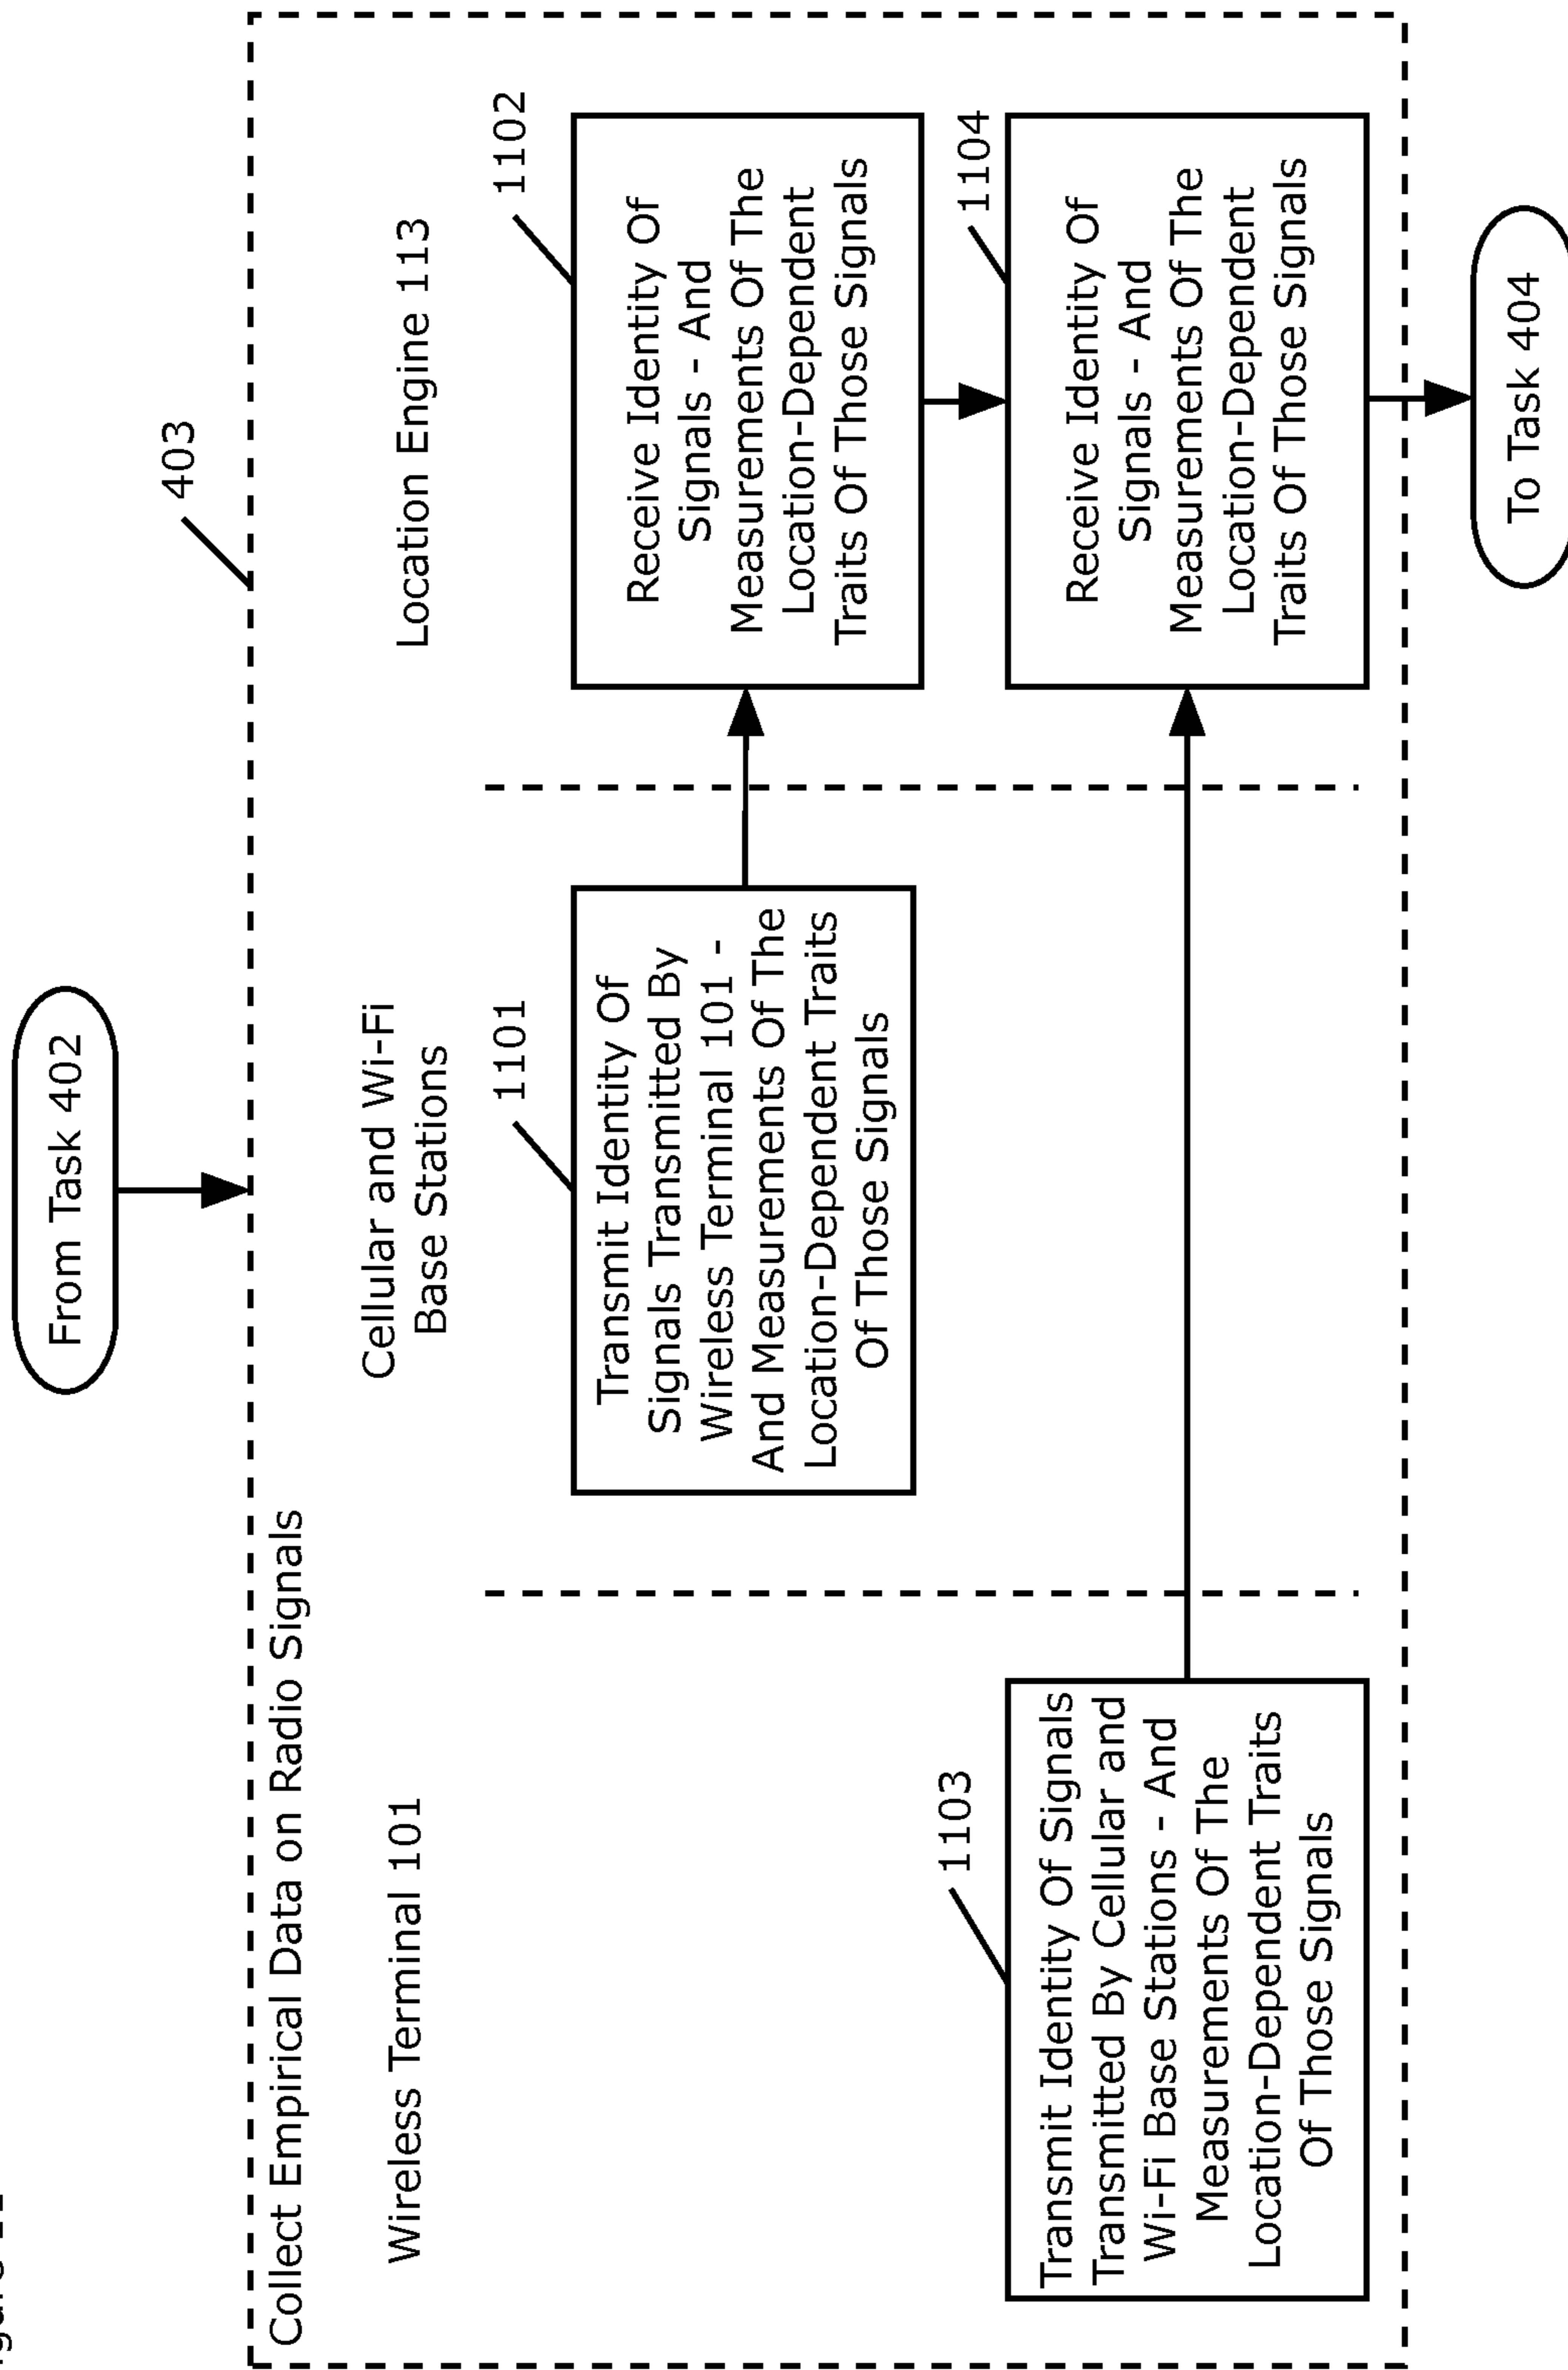 From Task 402
403
Collect Empirical Data on Radio Signals
Wireless Terminal 101
Cellular and Wi-Fi
Base Stations
Location Engine 113
1101
Transmit Identity Of
Signals Transmitted By
Wireless Terminal 101 -
And Measurements Of The
Location-Dependent Traits
Of Those Signals
1102
Receive Identity Of
Signals - And
Measurements Of The
Location-Dependent
Traits Of Those Signals
1103
Transmit Identity Of Signals
Transmitted By Cellular and
Wi-Fi Base Stations - And
Measurements Of The
Location-Dependent Traits
Of Those Signals
1104
Receive Identity Of
Signals - And
Measurements Of The
Location-Dependent
Traits Of Those Signals
To Task 404